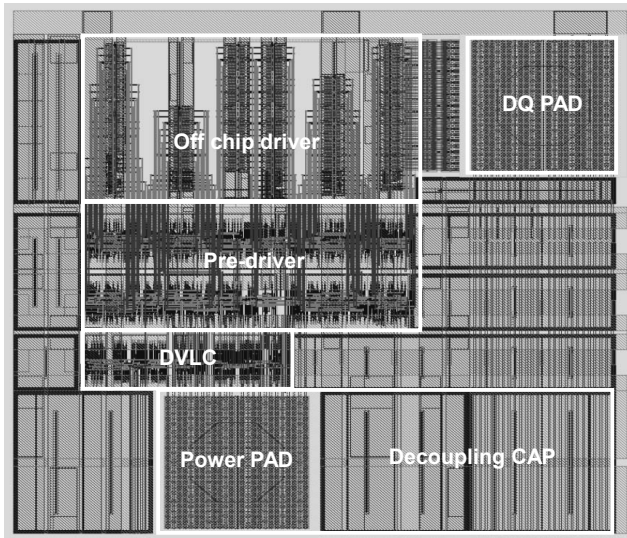 DQ PAD
Off chip driver
Pre-driver
DVLC
Power PAD
Decoupling CAP